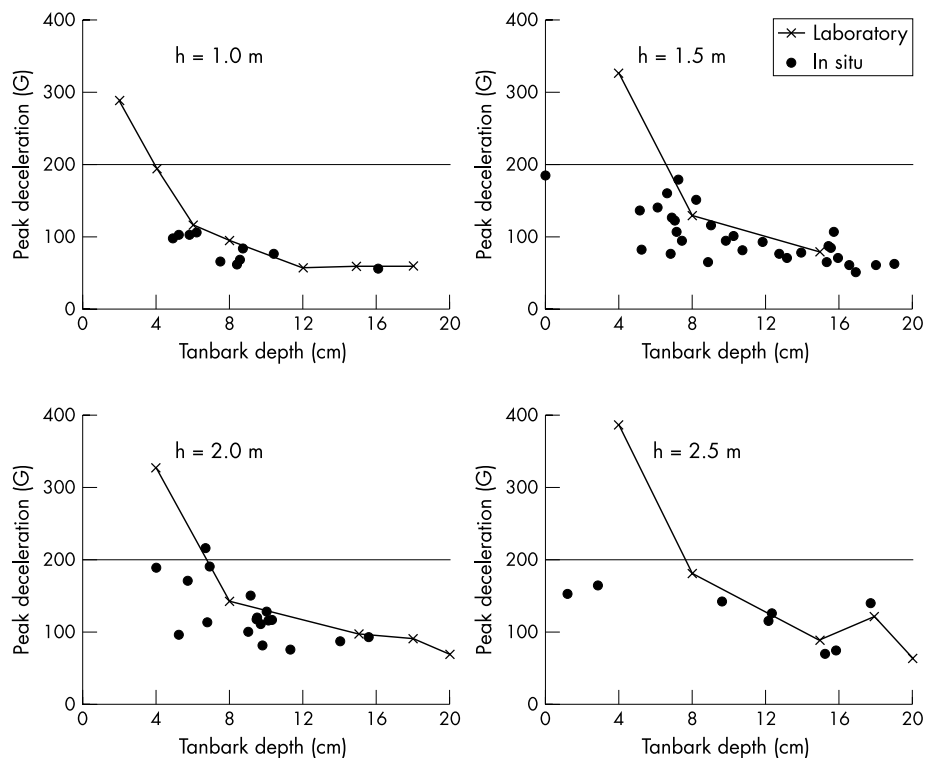 400
300
200
100
0
Peak deceleration (G)
h = 1.0 m
0 4 8 12 16 20
Tanbark depth (cm)
400
300
200
100
0
Peak deceleration (G)
h = 1.5 m
Laboratory
In situ
0 4 8 12 16 20
Tanbark depth (cm)
400
300
200
100
0
Peak deceleration (G)
h = 2.0 m
0 4 8 12 16 20
Tanbark depth (cm)
400
300
200
100
0
Peak deceleration (G)
h = 2.5 m
0 4 8 12 16 20
Tanbark depth (cm)